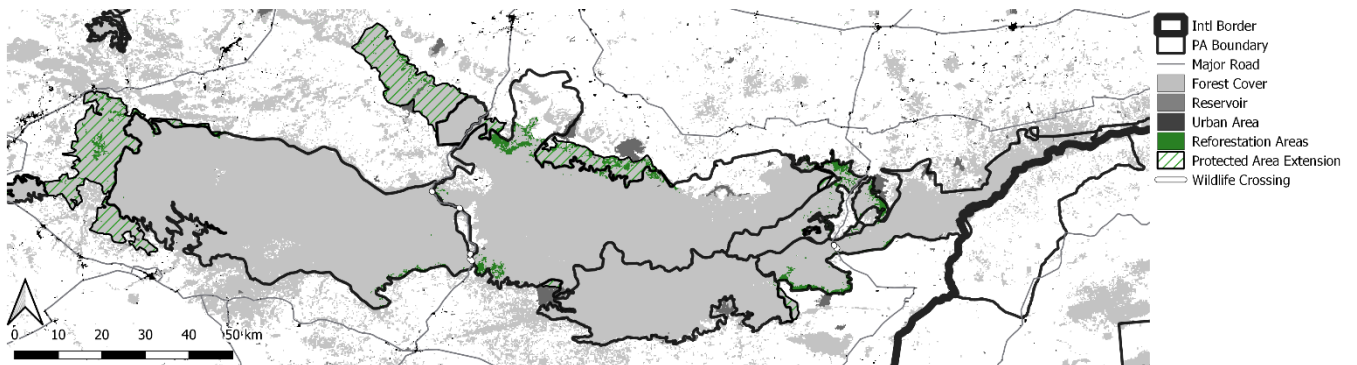 Intl Border
PA Boundary
Major Road
Forest Cover
Reservoir
Urban Area
Reforestation Areas
Protected Area Extension
Wildlife Crossing
0 10 20 30 40 50 km